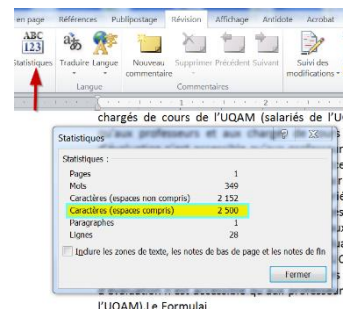 en page Références Publipostage Révision Affichage Antidote Acrobat
ABC
123
Statistiques Traduire Langue Nouveau commentaire Supprimer Précédent Suivant Suivi des modifications
Langue Commentaires
1 2
chargés de cours de l'UQAM (salariés de l'U
Statistiques
Statistiques :
Pages 1
Mots 349
Caractères (espaces non compris) 2 152
Caractères (espaces compris) 2 500
Paragraphes 1
Lignes 28
Indure les zones de texte, les notes de bas de page et les notes de fin
Fermer
l'UQAM) Le Formulai